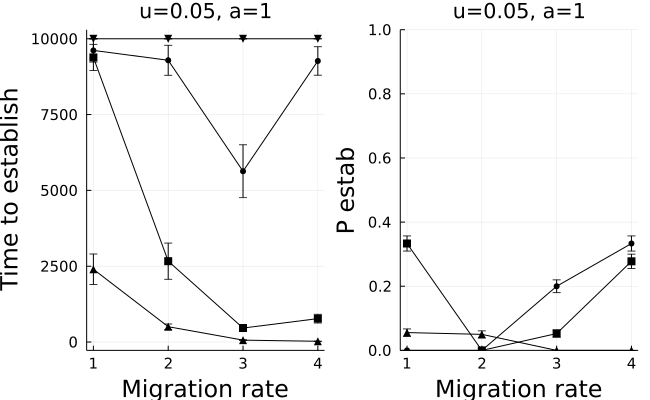 u=0.05, a=1
Time to establish
10000
7500
5000
2500
0
1 2 3 4
Migration rate
u=0.05, a=1
P estab
1.0
0.8
0.6
0.4
0.2
0.0
1 2 3 4
Migration rate